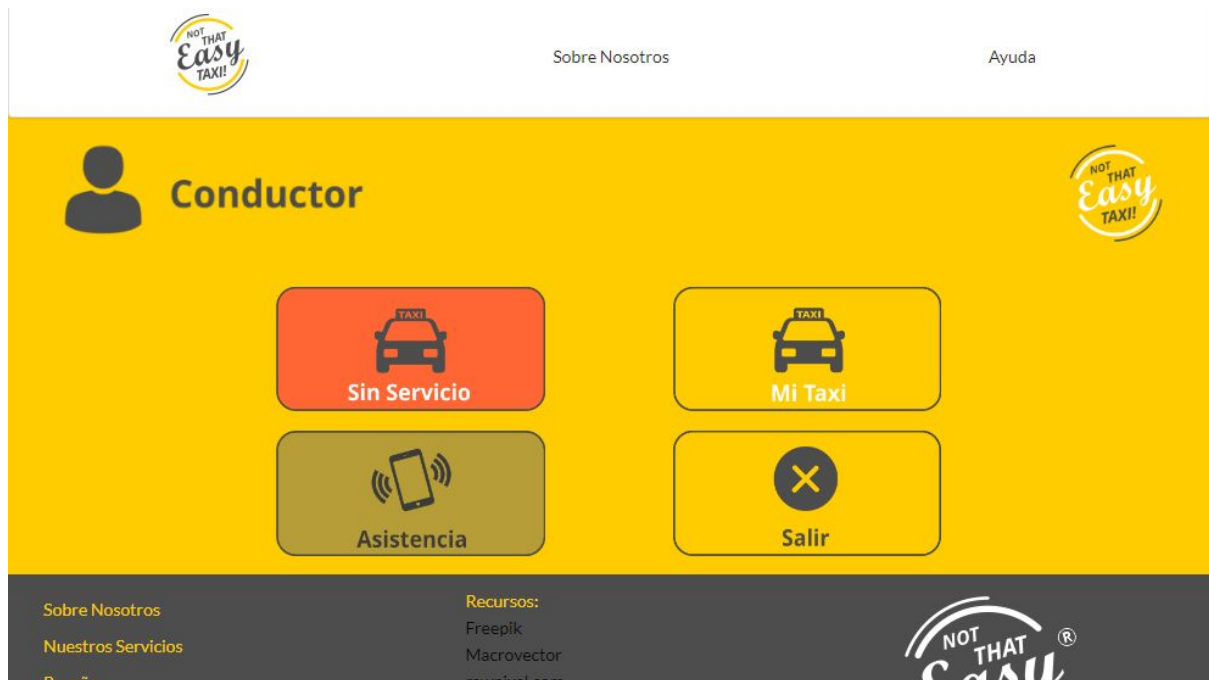 NOT THAT
Easy
TAXI!
Sobre Nosotros
Ayuda
Conductor
NOT THAT
Easy
TAXI!
TAXI
Sin Servicio
TAXI
Mi Taxi
Asistencia
Salir
Sobre Nosotros
Nuestros Servicios
Recursos:
Freepik
Macrovector
NOT THAT ®
Easy